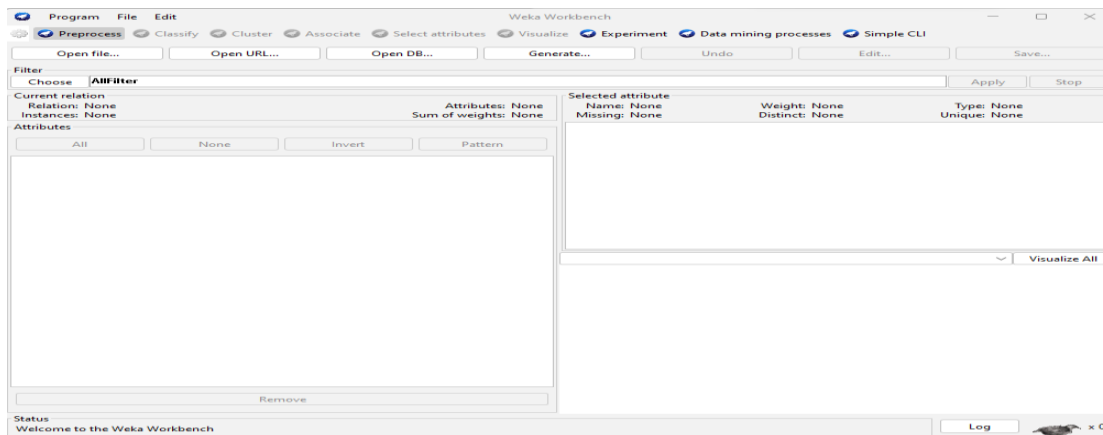 Program File Edit Weka Workbench
Preprocess Classify Cluster Associate Select attributes Visualize Experiment Data mining processes Simple CLI
Open file... Open URL... Open DB... Generate... Undo Edit... Save...
Filter
Choose AllFilter Apply Stop
Current relation
Relation: None Attributes: None
Instances: None Sum of weights: None
Selected attribute
Name: None Weight: None Type: None
Missing: None Distinct: None Unique: None
Attributes
All None Invert Pattern
Visualize All
Remove
Status
Welcome to the Weka Workbench
Log x 0